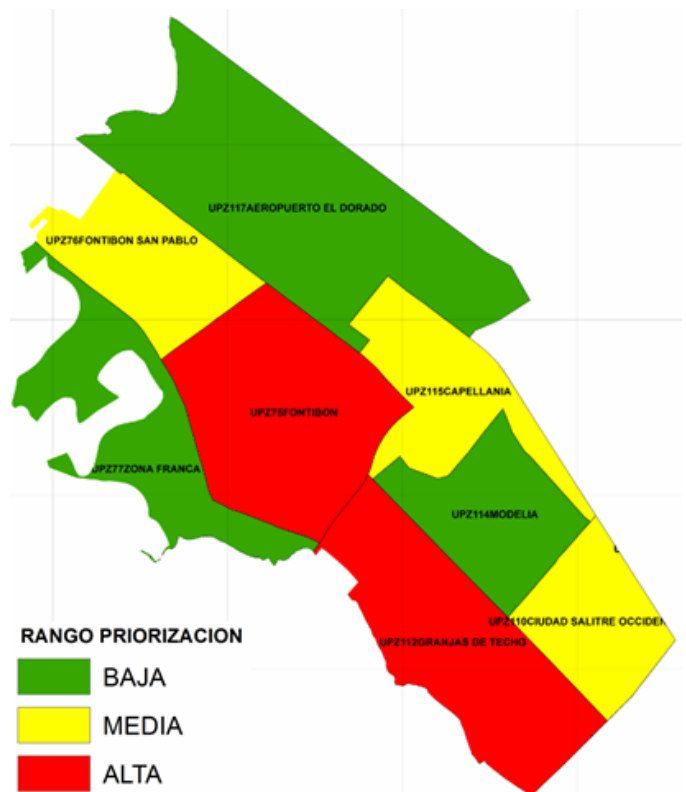 UPZ117AEROPUERTO EL DORADO
UPZ76FONTIBON SAN PABLO
UPZ115CAPELLANIA
UPZ75FONTIBON
UPZ77ZONA FRANCA
UPZ114MODELIA
UPZ110CIUDAD SALITRE OCCIDEN
UPZ112GRANJAS DE TECHO
RANGO PRIORIZACION
BAJA
MEDIA
ALTA